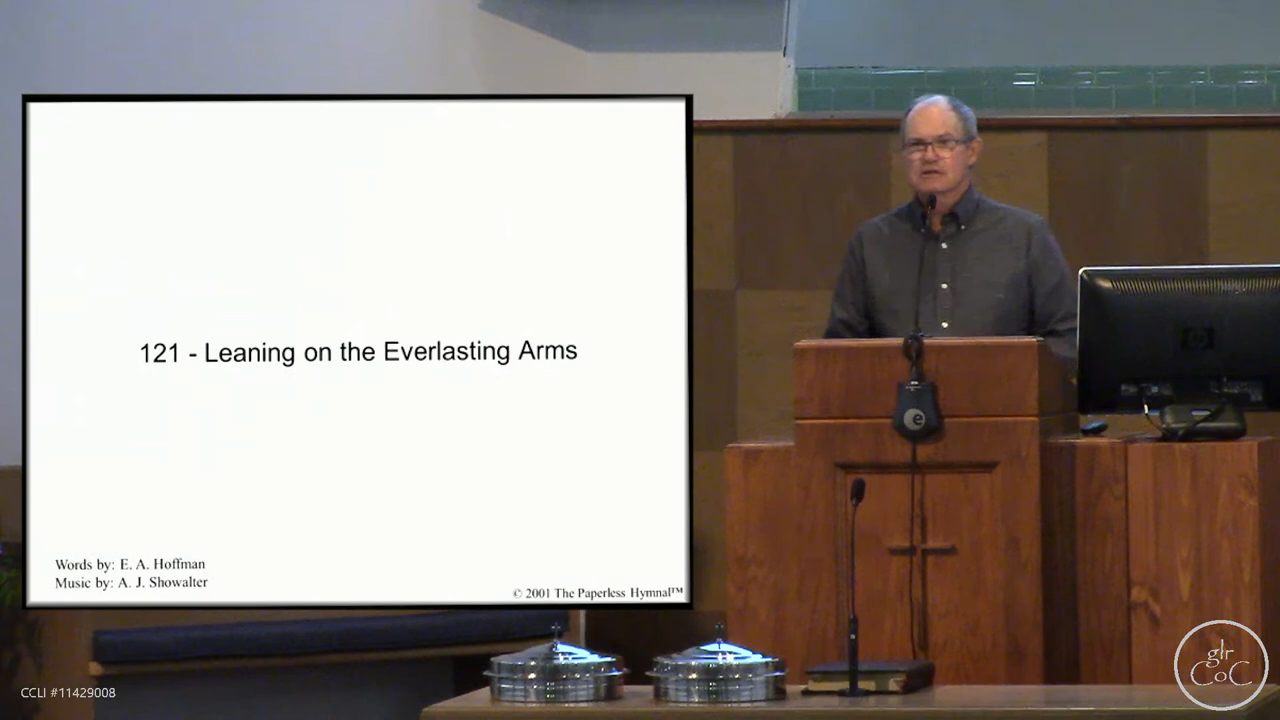 121 - Leaning on the Everlasting Arms
Words by: E. A. Hoffman
Music by: A. J. Showalter
© 2001 The Paperless Hymnal™
e
CCLI #11429008
glr
CoC